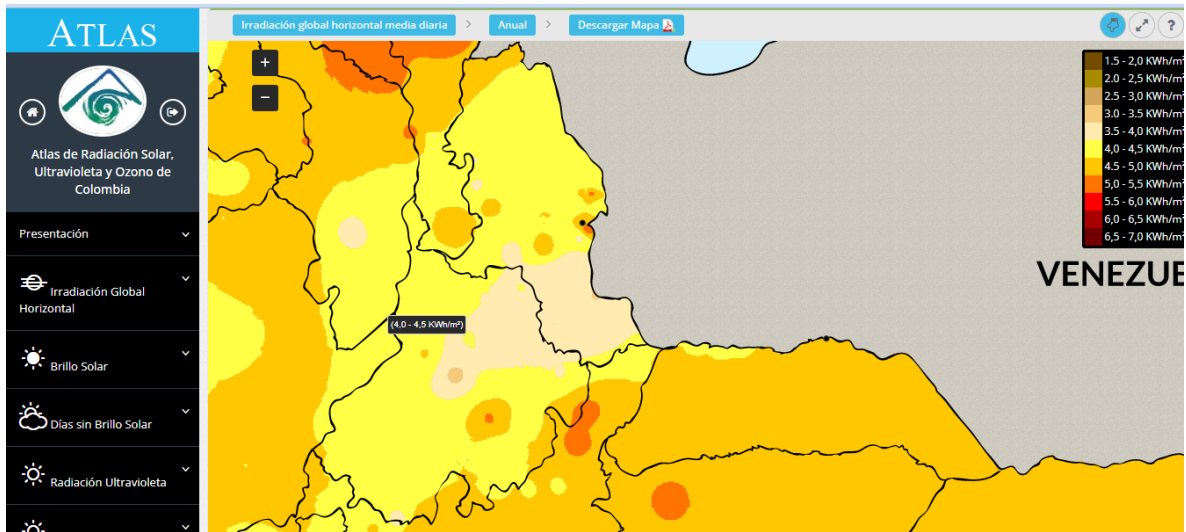 ATLAS
Atlas de Radiación Solar,
Ultravioleta y Ozono de
Colombia
Presentación
Irradiación Global
Horizontal
Brillo Solar
Días sin Brillo Solar
Radiación Ultravioleta
Irradiación global horizontal media diaria > Anual > Descargar Mapa
?
+
−
(4,0 - 4,5 KWh/m²)
1.5 - 2,0 KWh/m²
2.0 - 2,5 KWh/m²
2.5 - 3,0 KWh/m²
3.0 - 3.5 KWh/m²
3.5 - 4,0 KWh/m²
4,0 - 4,5 KWh/m²
4.5 - 5,0 KWh/m²
5,0 - 5,5 KWh/m²
5.5 - 6,0 KWh/m²
6,0 - 6,5 KWh/m²
6,5 - 7,0 KWh/m²
VENEZUE